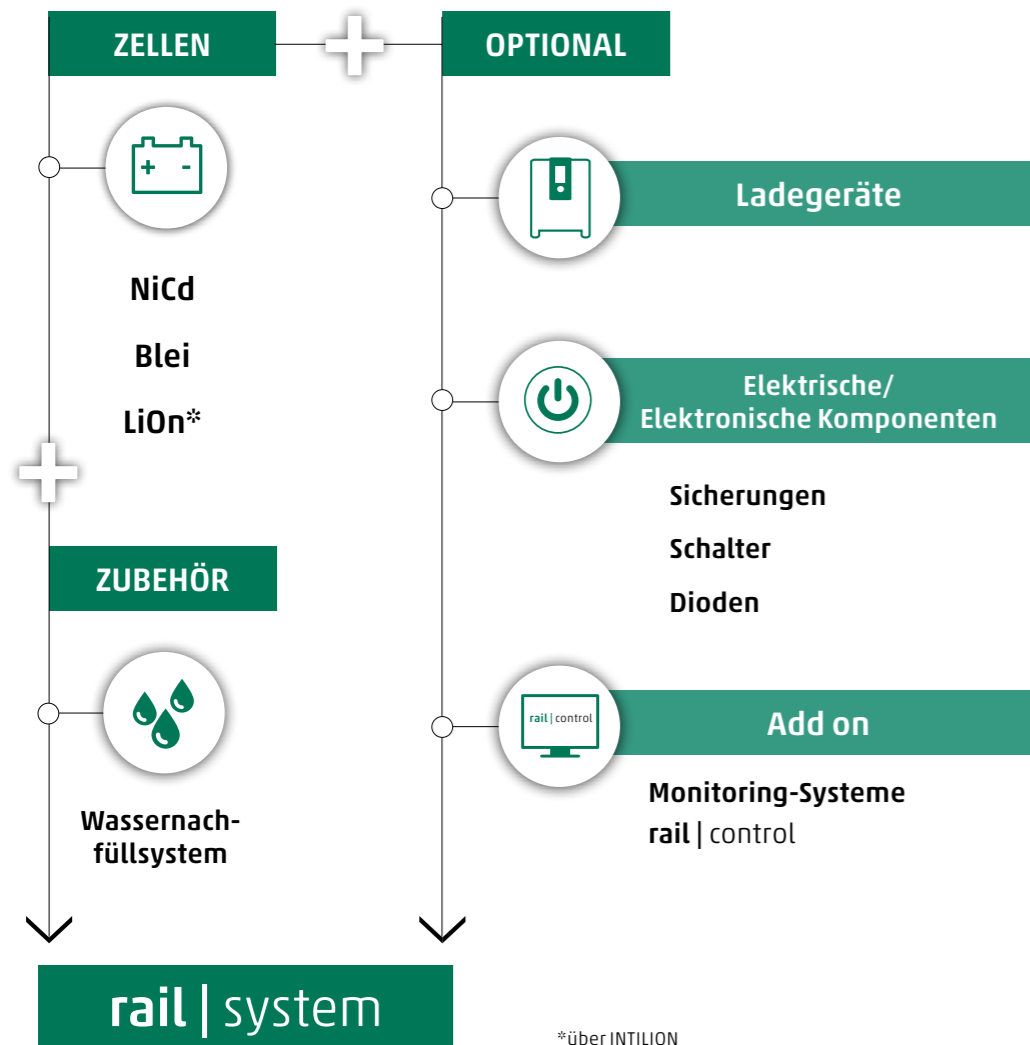 ZELLEN
+ -
NiCd
Blei
LiOn*
ZUBEHÖR
Wassernach-
füllsystem
OPTIONAL
Ladegeräte
Elektrische/
Elektronische Komponenten
Sicherungen
Schalter
Dioden
rail | control
Add on
Monitoring-Systeme
rail | control
rail | system
*über INTILION